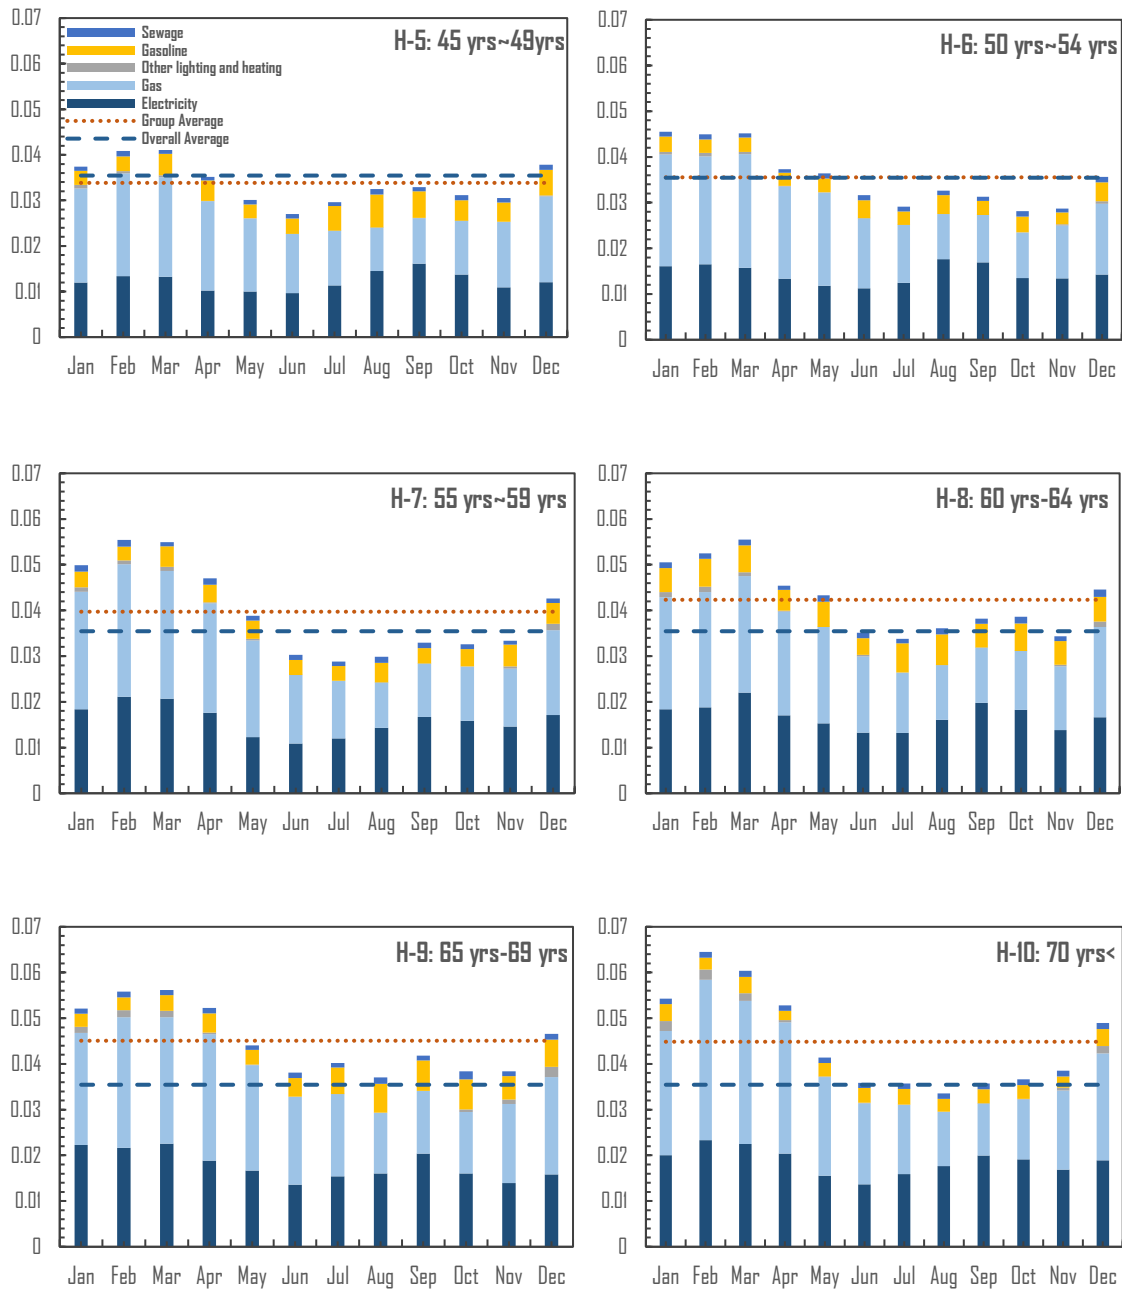 0.07
0.06
0.05
0.04
0.03
0.02
0.01
0
Sewage
Gasoline
Other lighting and heating
Gas
Electricity
Group Average
Overall Average
H-5: 45 yrs~49yrs
Jan Feb Mar Apr May Jun Jul Aug Sep Oct Nov Dec
0.07
0.06
0.05
0.04
0.03
0.02
0.01
0
H-6: 50 yrs~54 yrs
Jan Feb Mar Apr May Jun Jul Aug Sep Oct Nov Dec
0.07
0.06
0.05
0.04
0.03
0.02
0.01
0
H-7: 55 yrs~59 yrs
Jan Feb Mar Apr May Jun Jul Aug Sep Oct Nov Dec
0.07
0.06
0.05
0.04
0.03
0.02
0.01
0
H-8: 60 yrs-64 yrs
Jan Feb Mar Apr May Jun Jul Aug Sep Oct Nov Dec
0.07
0.06
0.05
0.04
0.03
0.02
0.01
0
H-9: 65 yrs-69 yrs
Jan Feb Mar Apr May Jun Jul Aug Sep Oct Nov Dec
0.07
0.06
0.05
0.04
0.03
0.02
0.01
0
H-10: 70 yrs<
Jan Feb Mar Apr May Jun Jul Aug Sep Oct Nov Dec